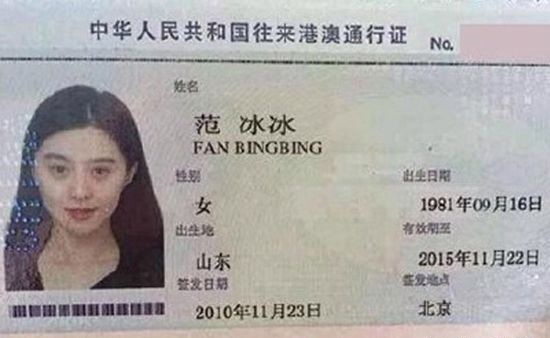 中华人民共和国往来港澳通行证 No.
姓名
范 冰冰
FAN BINGBING
性别 出生日期
女 1981年09月16日
出生地 有效期至
山东 2015年11月22日
签发日期 签发地点
2010年11月23日 北京